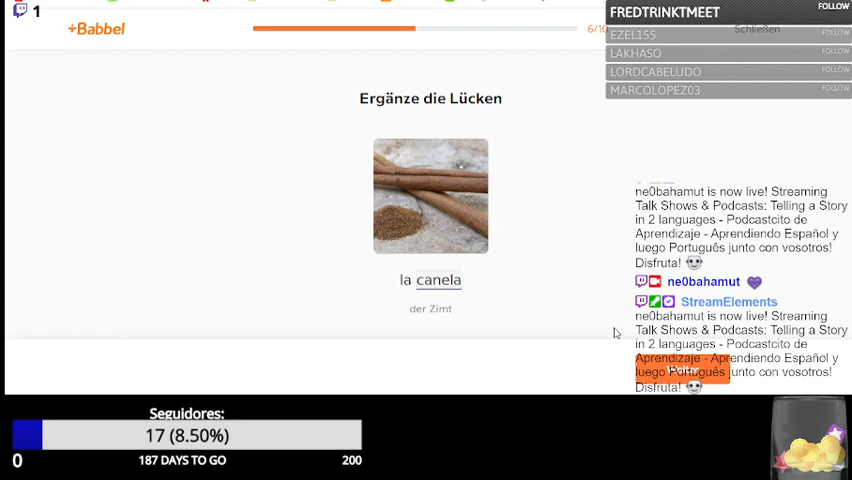 1
+Babbel
6/10
Schließen
FREDTRINKTMEET
FOLLOW
EZEL155
FOLLOW
LAKHASO
FOLLOW
LORDCABELUDO
FOLLOW
MARCOLOPEZ03
FOLLOW
Ergänze die Lücken
la canela
der Zimt
ne0bahamut is now live! Streaming
Talk Shows & Podcasts: Telling a Story
in 2 languages - Podcastcito de
Aprendizaje - Aprendiendo Español y
luego Português junto con vosotros!
Disfruta!
ne0bahamut
StreamElements
ne0bahamut is now live! Streaming
Talk Shows & Podcasts: Telling a Story
in 2 languages - Podcastcito de
Aprendizaje - Aprendiendo Español y
luego Português junto con vosotros!
Disfruta!
Weiter
Seguidores:
17 (8.50%)
0
187 DAYS TO GO
200